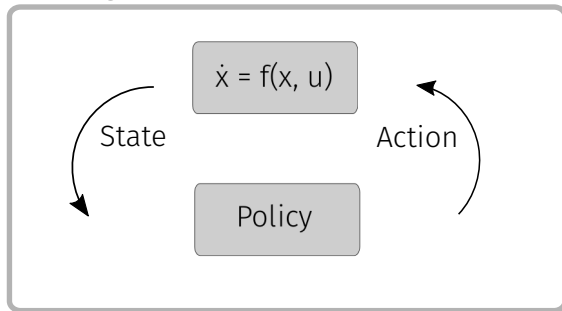 ẋ = f(x, u)
State
Action
Policy